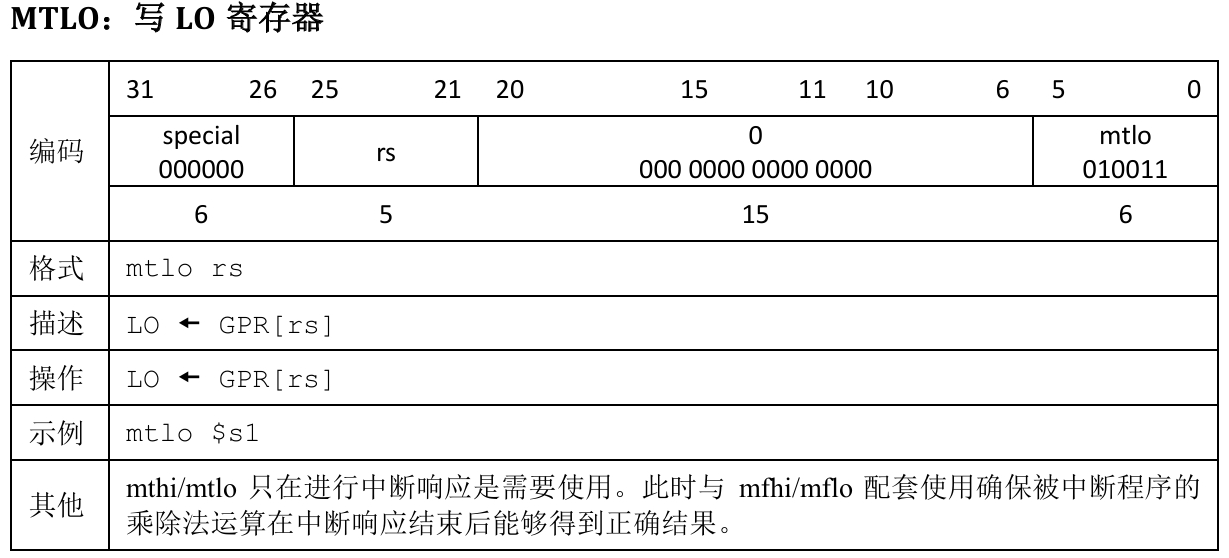 MTLO：写 LO 寄存器
31 26 25 21 20 15 11 10 6 5 0
编码
special rs 0 mtlo
000000 000 0000 0000 0000 010011
6 5 15 6
格式 mtlo rs
描述 LO ← GPR[rs]
操作 LO ← GPR[rs]
示例 mtlo $s1
其他
mthi/mtlo 只在进行中断响应是需要使用。此时与 mfhi/mflo 配套使用确保被中断程序的
乘除法运算在中断响应结束后能够得到正确结果。